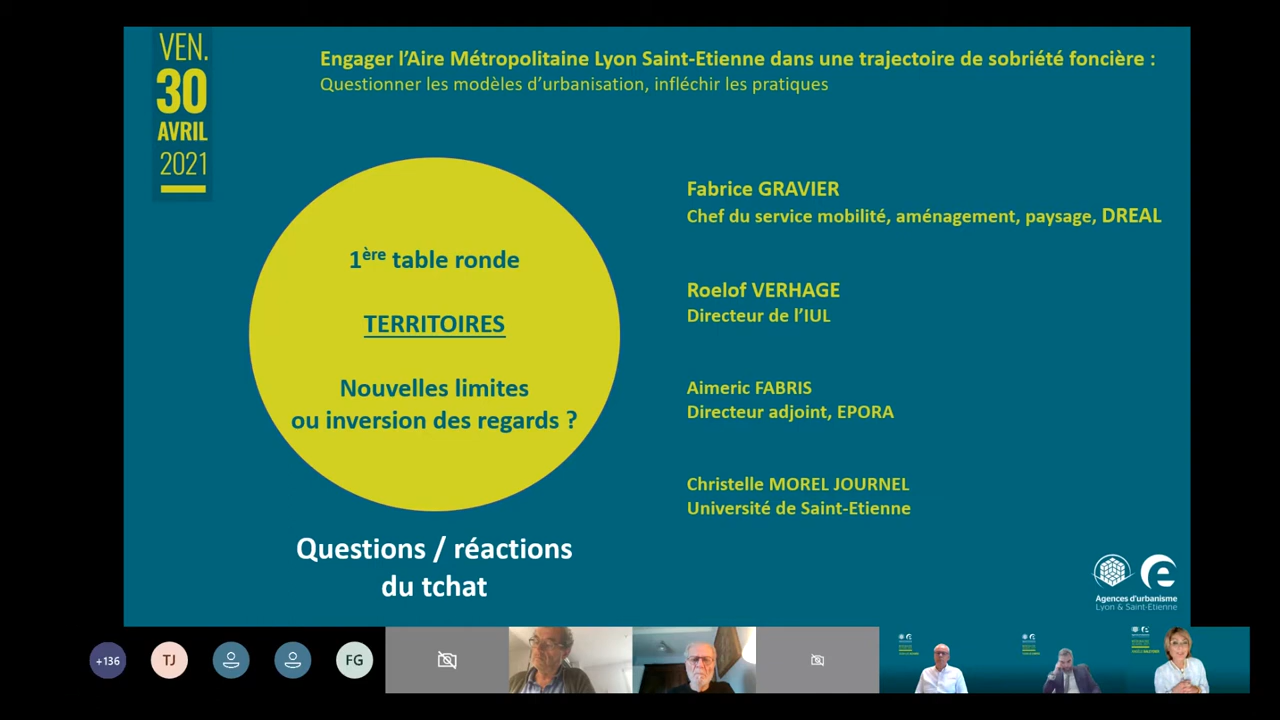 VEN.
30
AVRIL
2021
Engager l’Aire Métropolitaine Lyon Saint-Etienne dans une trajectoire de sobriété foncière :
Questionner les modèles d’urbanisation, infléchir les pratiques
1ère table ronde
TERRITOIRES
Nouvelles limites
ou inversion des regards ?
Questions / réactions
du tchat
Fabrice GRAVIER
Chef du service mobilité, aménagement, paysage, DREAL
Roelof VERHAGE
Directeur de l’IUL
Aimeric FABRIS
Directeur adjoint, EPORA
Christelle MOREL JOURNEL
Université de Saint-Etienne
Agences d’urbanisme
Lyon & Saint-Etienne
+136
TJ
FG